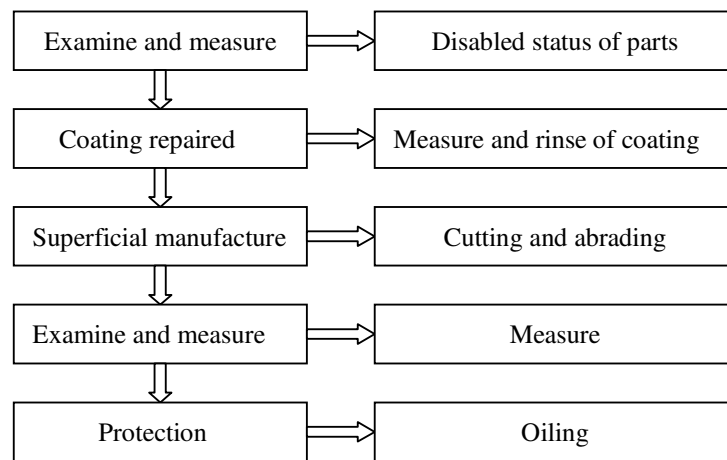 Examine and measure
Disabled status of parts
Coating repaired
Measure and rinse of coating
Superficial manufacture
Cutting and abrading
Examine and measure
Measure
Protection
Oiling